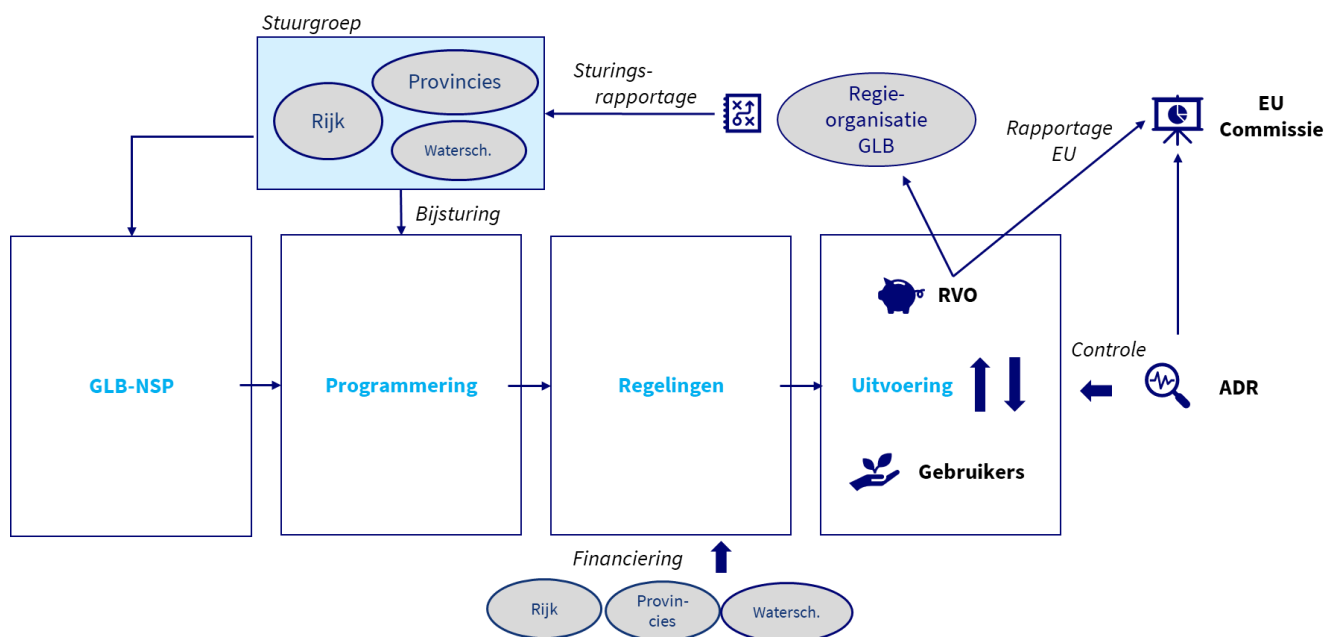 Stuurgroep
Provincies
Rijk
Watersch.
Sturings-
rapportage
Regie-
organisatie
GLB
Rapportage
EU
EU
Commissie
Bijsturing
GLB-NSP
Programmering
Regelingen
RVO
Uitvoering
Gebruikers
Controle
ADR
Financiering
Rijk
Provin-
cies
Watersch.